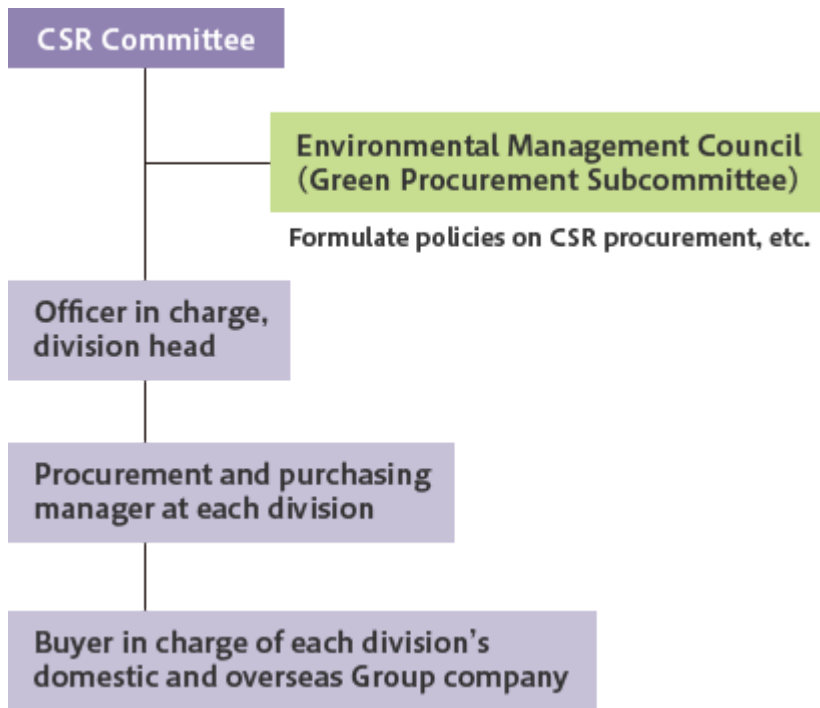 CSR Committee
Environmental Management Council
(Green Procurement Subcommittee)
Formulate policies on CSR procurement, etc.
Officer in charge,
division head
Procurement and purchasing
manager at each division
Buyer in charge of each division’s
domestic and overseas Group company